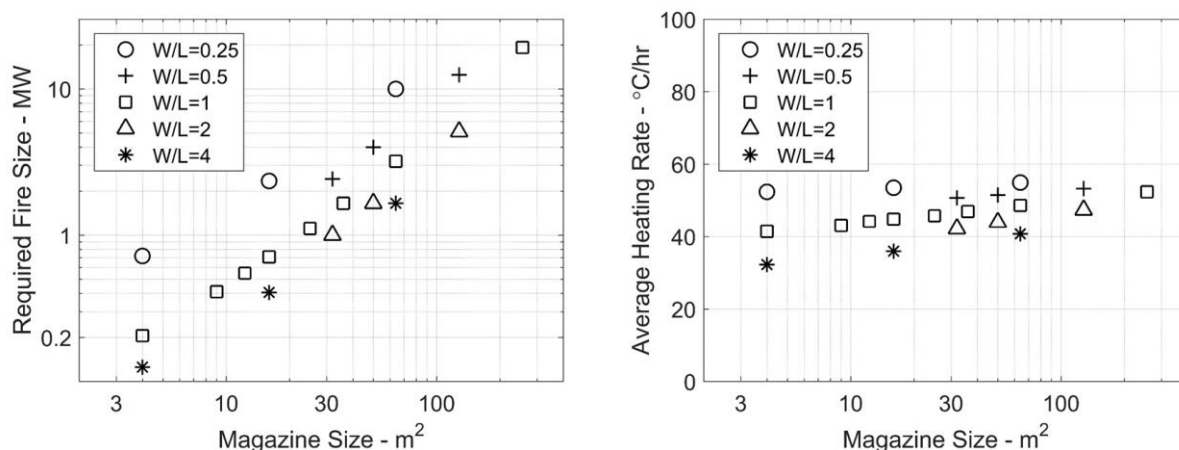 Required Fire Size - MW
10
1
0.2
W/L=0.25
W/L=0.5
W/L=1
W/L=2
W/L=4
3 10 30 100
Magazine Size - m²
Average Heating Rate - °C/hr
100
80
60
40
20
0
W/L=0.25
W/L=0.5
W/L=1
W/L=2
W/L=4
3 10 30 100
Magazine Size - m²